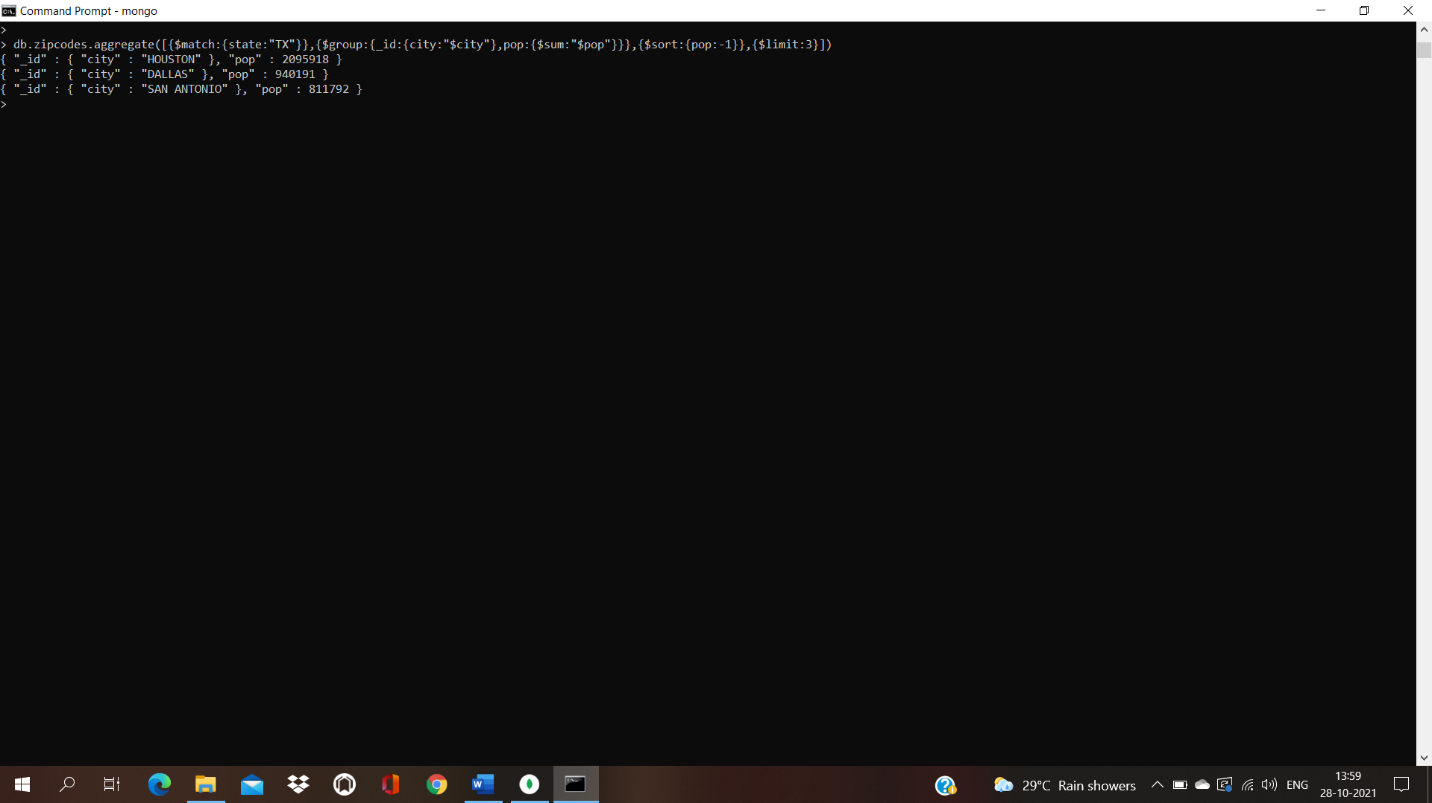 Command Prompt - mongo
>
> db.zipcodes.aggregate([{$match:{state:"TX"}},{$group:{_id:{city:"$city"},pop:{$sum:"$pop"}}},{$sort:{pop:-1}},{$limit:3}])
{ "_id" : { "city" : "HOUSTON" }, "pop" : 2095918 }
{ "_id" : { "city" : "DALLAS" }, "pop" : 940191 }
{ "_id" : { "city" : "SAN ANTONIO" }, "pop" : 811792 }
>
29°C Rain showers
ENG
13:59
28-10-2021